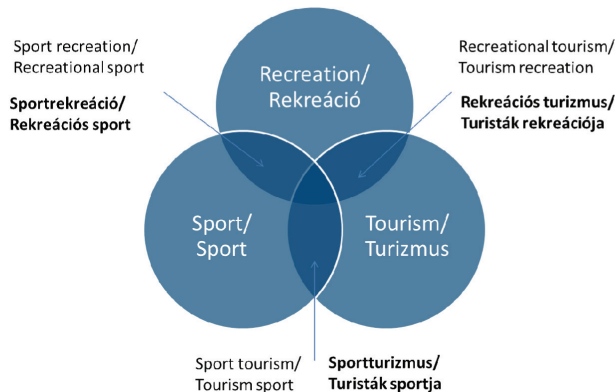 Sport recreation/
Recreational sport
Sportrekreáció/
Rekreációs sport
Recreation/
Rekreáció
Recreational tourism/
Tourism recreation
Rekreációs turizmus/
Turisták rekreációja
Sport/
Sport
Tourism/
Turizmus
Sport tourism/
Tourism sport
Sportturizmus/
Turisták sportja